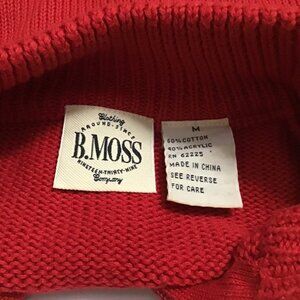 Clothing
AROUND·SINCE
B.MOSS
NINETEEN·THIRTY·NINE
Company
M
60%COTTON
40%ACRYLIC
RN 62225
MADE IN CHINA
SEE REVERSE
FOR CARE